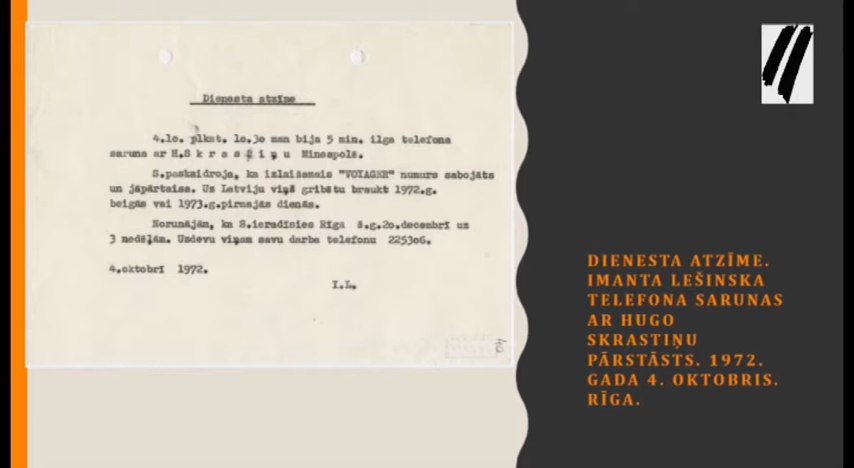 Dienesta atzīme
4.lo. plkst. lo.3o man bija 5 min. ilga telefona
saruna ar H.S k r a s t i ņ u Mineapolē.
S.paskaidroja, ka izlaižamais "VOYAGER" numurs sabojāts
un jāpārtaisa. Uz Latviju viņš gribētu braukt 1972.g.
beigās vai 1973.g.pirmajās dienās.
Norunājām, ka S.ieradīsies Rīgā š.g.2o.decembrī uz
3 nedēļām. Uzdevu viņam savu darba telefonu 2253o6.
4.oktobrī 1972.
I.L.
40
DIENESTA ATZĪME.
IMANTA LEŠINSKA
TELEFONA SARUNAS
AR HUGO
SKRASTIŅU
PĀRSTĀSTS. 1972.
GADA 4. OKTOBRIS.
RĪGA.